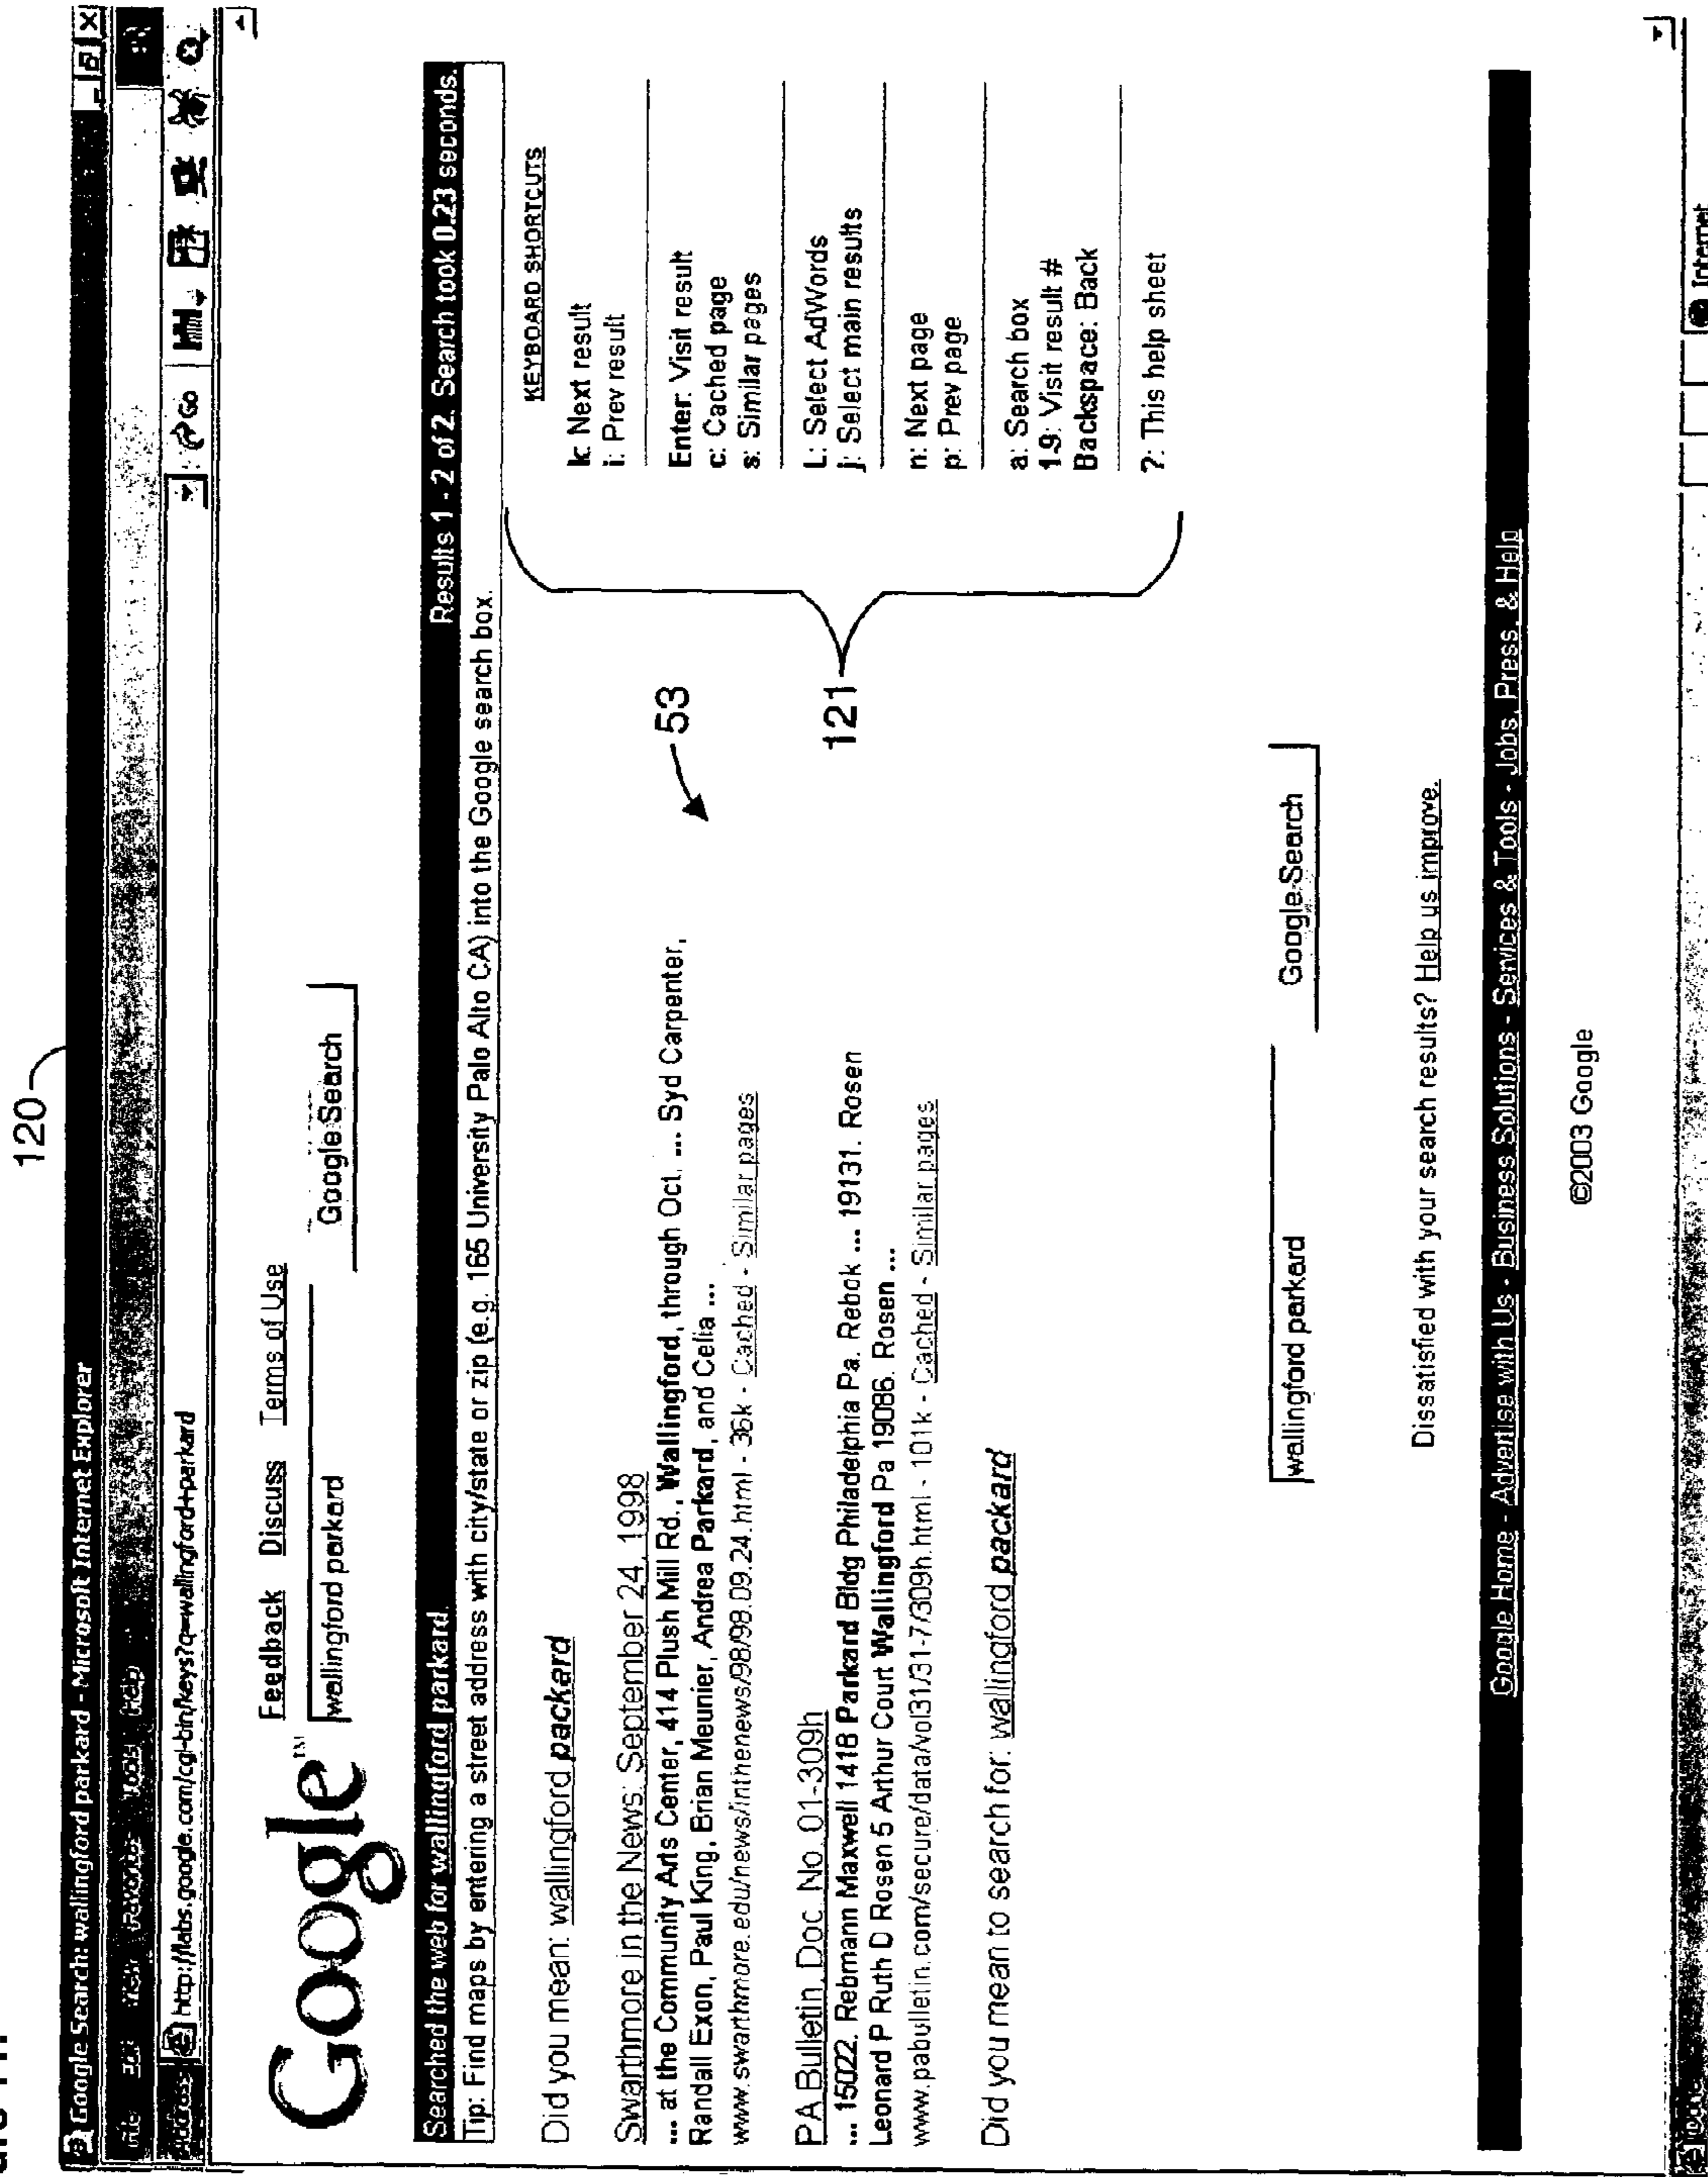 120
Google Search: wallingford parkard - Microsoft Internet Explorer
File Edit View Favorites Tools Help
Address http://labs.google.com/cgi-bin/keys?q=wallingford+parkard Go
Feedback Discuss Terms of Use
Google™
wallingford parkard Google Search
Searched the web for wallingford parkard. Results 1 - 2 of 2. Search took 0.23 seconds.
Tip: Find maps by entering a street address with city/state or zip (e.g. 165 University Palo Alto CA) into the Google search box.
Did you mean: wallingford packard
Swarthmore in the News: September 24, 1998
... at the Community Arts Center, 414 Plush Mill Rd., Wallingford, through Oct. ... Syd Carpenter,
Randall Exon, Paul King, Brian Meunier, Andrea Parkard, and Celia ...
www.swarthmore.edu/news/inthenews/98/98.09.24.html - 36k - Cached - Similar pages
PA Bulletin Doc. No. 01-309h
... 15022. Rebmann Maxwell 1418 Parkard Bldg Philadelphia Pa. Rebok ... 19131. Rosen
Leonard P Ruth D Rosen 5 Arthur Court Wallingford Pa 19086. Rosen ...
www.pabulletin.com/secure/data/vol31/31-7/309h.html - 101k - Cached - Similar pages
Did you mean to search for: wallingford packard
53
121
KEYBOARD SHORTCUTS
k: Next result
i: Prev result
Enter: Visit result
c: Cached page
s: Similar pages
L: Select AdWords
j: Select main results
n: Next page
p: Prev page
a: Search box
1-9: Visit result #
Backspace: Back
?: This help sheet
wallingford parkard Google Search
Dissatisfied with your search results? Help us improve.
Google Home - Advertise with Us - Business Solutions - Services & Tools - Jobs, Press, & Help
©2003 Google
Internet